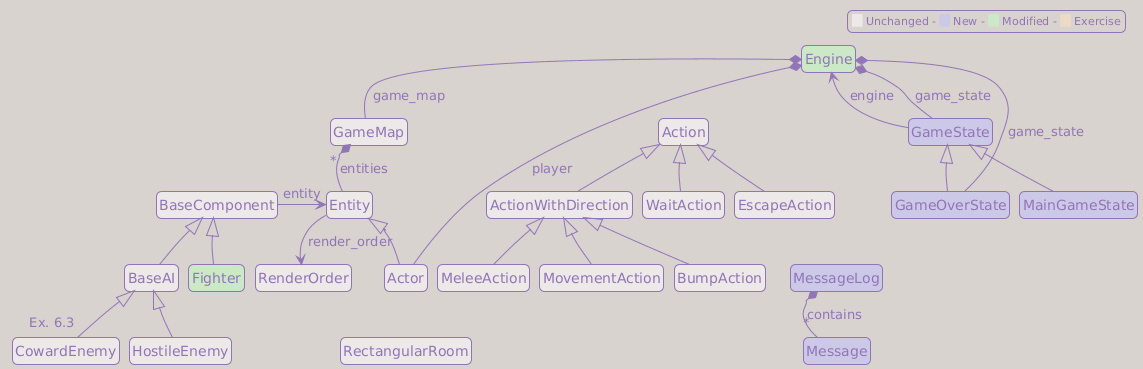 Unchanged - New - Modified - Exercise
Engine
game_map
engine
game_state
GameMap
Action
GameState
game_state
*
entities
player
BaseComponent
entity
Entity
ActionWithDirection
WaitAction
EscapeAction
GameOverState
MainGameState
render_order
BaseAI
Fighter
RenderOrder
Actor
MeleeAction
MovementAction
BumpAction
MessageLog
Ex. 6.3
*
contains
CowardEnemy
HostileEnemy
RectangularRoom
Message